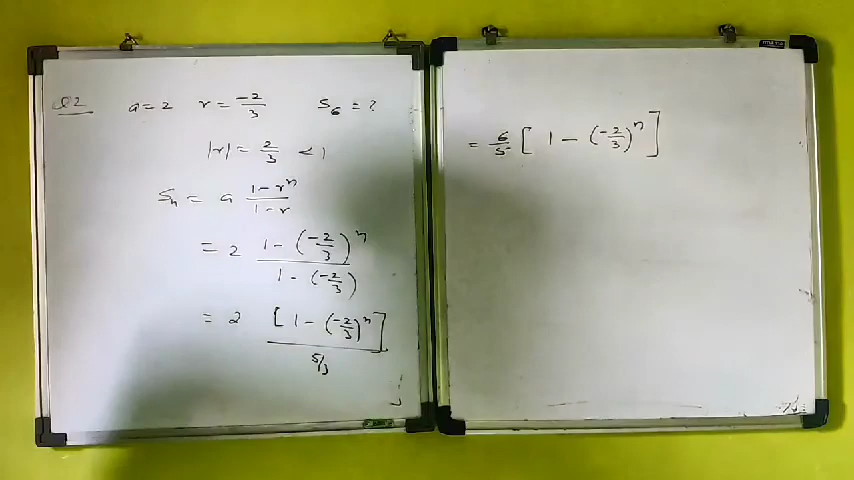 Q2 a = 2 r = -2/3 S₆ = ?
|r| = 2/3 < 1
Sₙ = a (1 - rⁿ)/(1 - r)
= 2 (1 - (-2/3)ⁿ)/(1 - (-2/3))
= 2 [1 - (-2/3)ⁿ]/(5/3)
= 6/5 [1 - (-2/3)ⁿ]